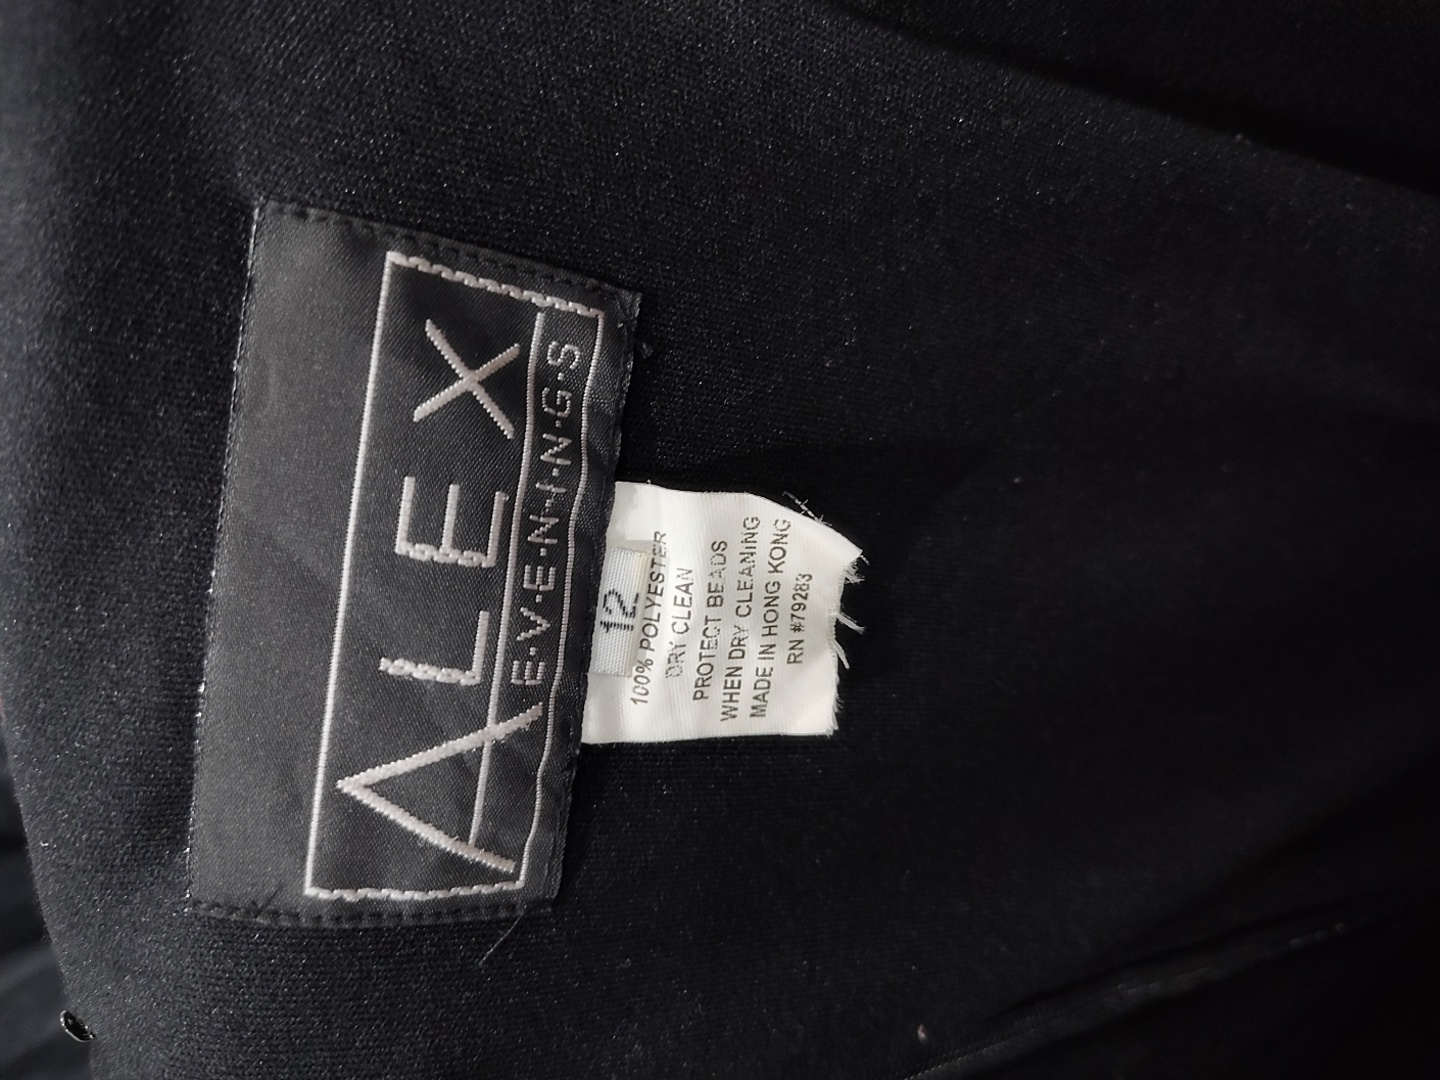 ALEX
E·V·E·N·I·N·G·S
12
100% POLYESTER
DRY CLEAN
PROTECT BEADS
WHEN DRY CLEANING
MADE IN HONG KONG
RN #79283